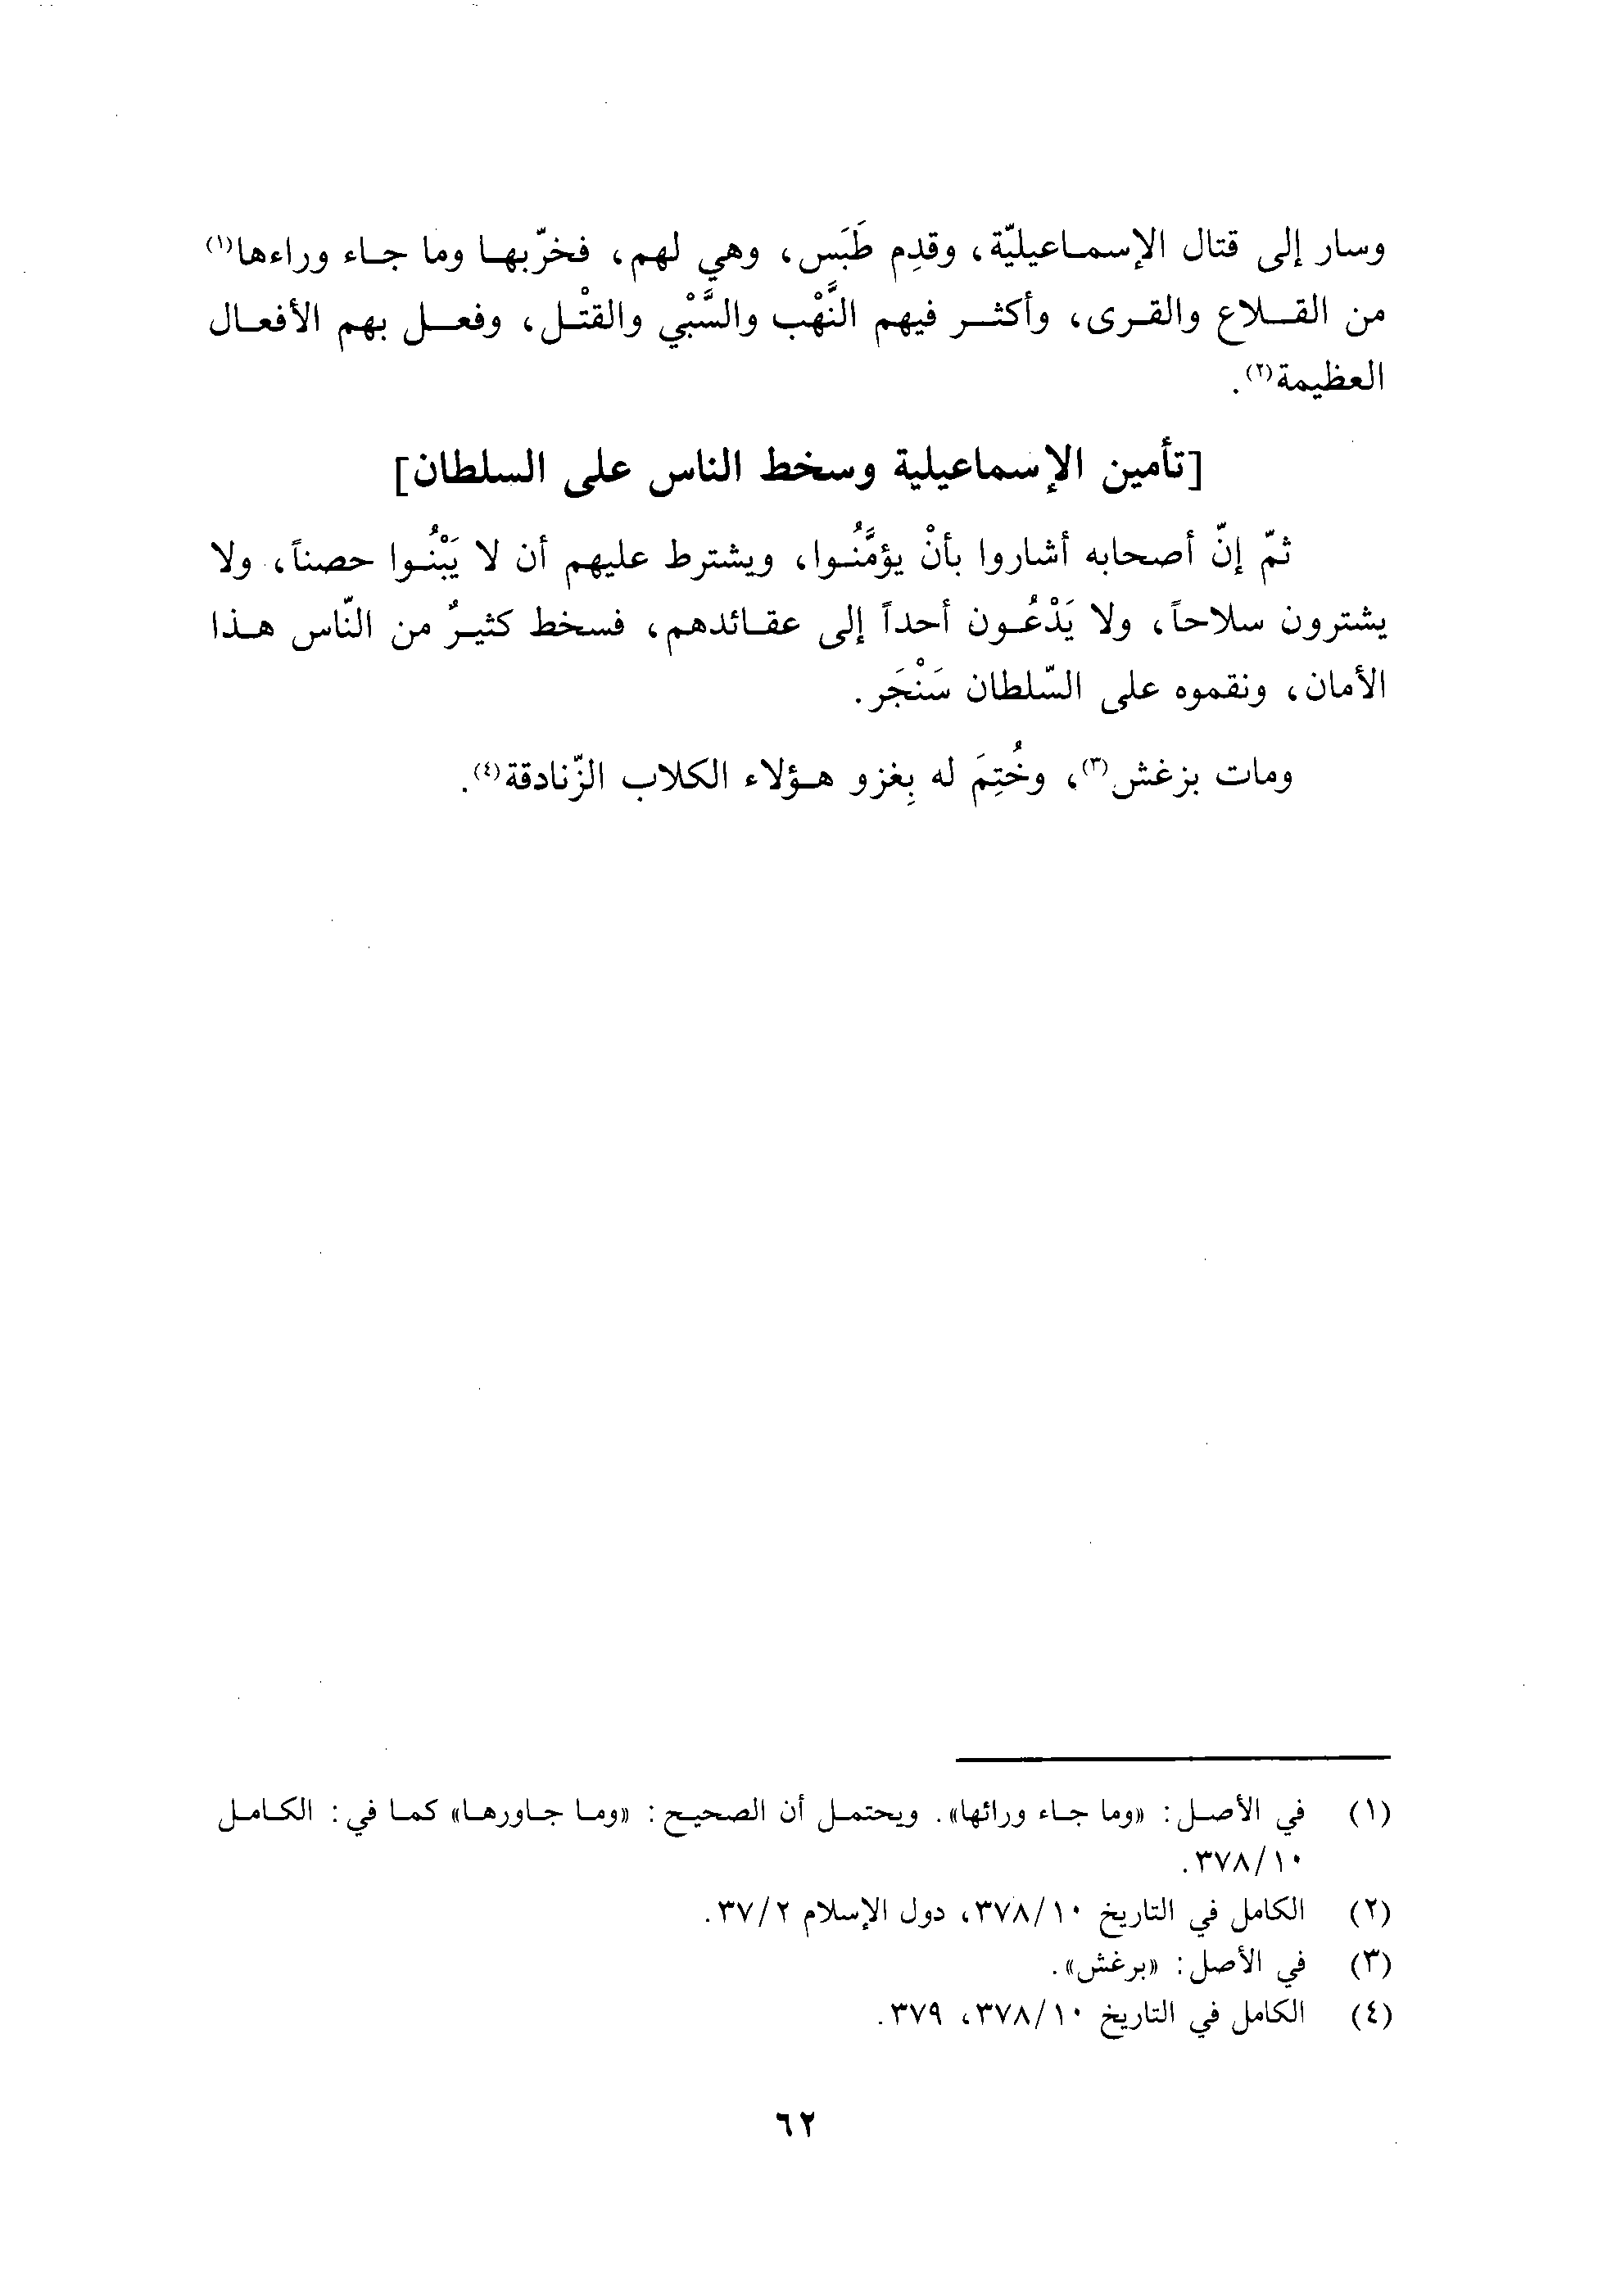 وسار إلى قتال الإسماعيليّة، وقدِم طَبَس، وهي لهم، فخرّبها وما جاء وراءها(١)
من القلاع والقرى، وأكثر فيهم النَّهْب والسَّبْي والقتْل، وفعل بهم الأفعال
العظيمة(٢).
[تأمين الإسماعيلية وسخط الناس على السلطان]
ثمّ إنّ أصحابه أشاروا بأنْ يؤمَّنُوا، ويشترط عليهم أن لا يَبْنُوا حصناً، ولا
يشترون سلاحاً، ولا يَدْعُون أحداً إلى عقائدهم، فسخط كثيرٌ من النّاس هذا
الأمان، ونقموه على السّلطان سَنْجَر.
ومات بزغش(٣)، وخُتِمَ له بِغزو هؤلاء الكلاب الزّنادقة(٤).
(١) في الأصل: «وما جاء ورائها». ويحتمل أن الصحيح: «وما جاورها» كما في: الكامل
٣٧٨/١٠.
(٢) الكامل في التاريخ ٣٧٨/١٠، دول الإسلام ٣٧/٢.
(٣) في الأصل: «برغش».
(٤) الكامل في التاريخ ٣٧٨/١٠، ٣٧٩.
٦٢